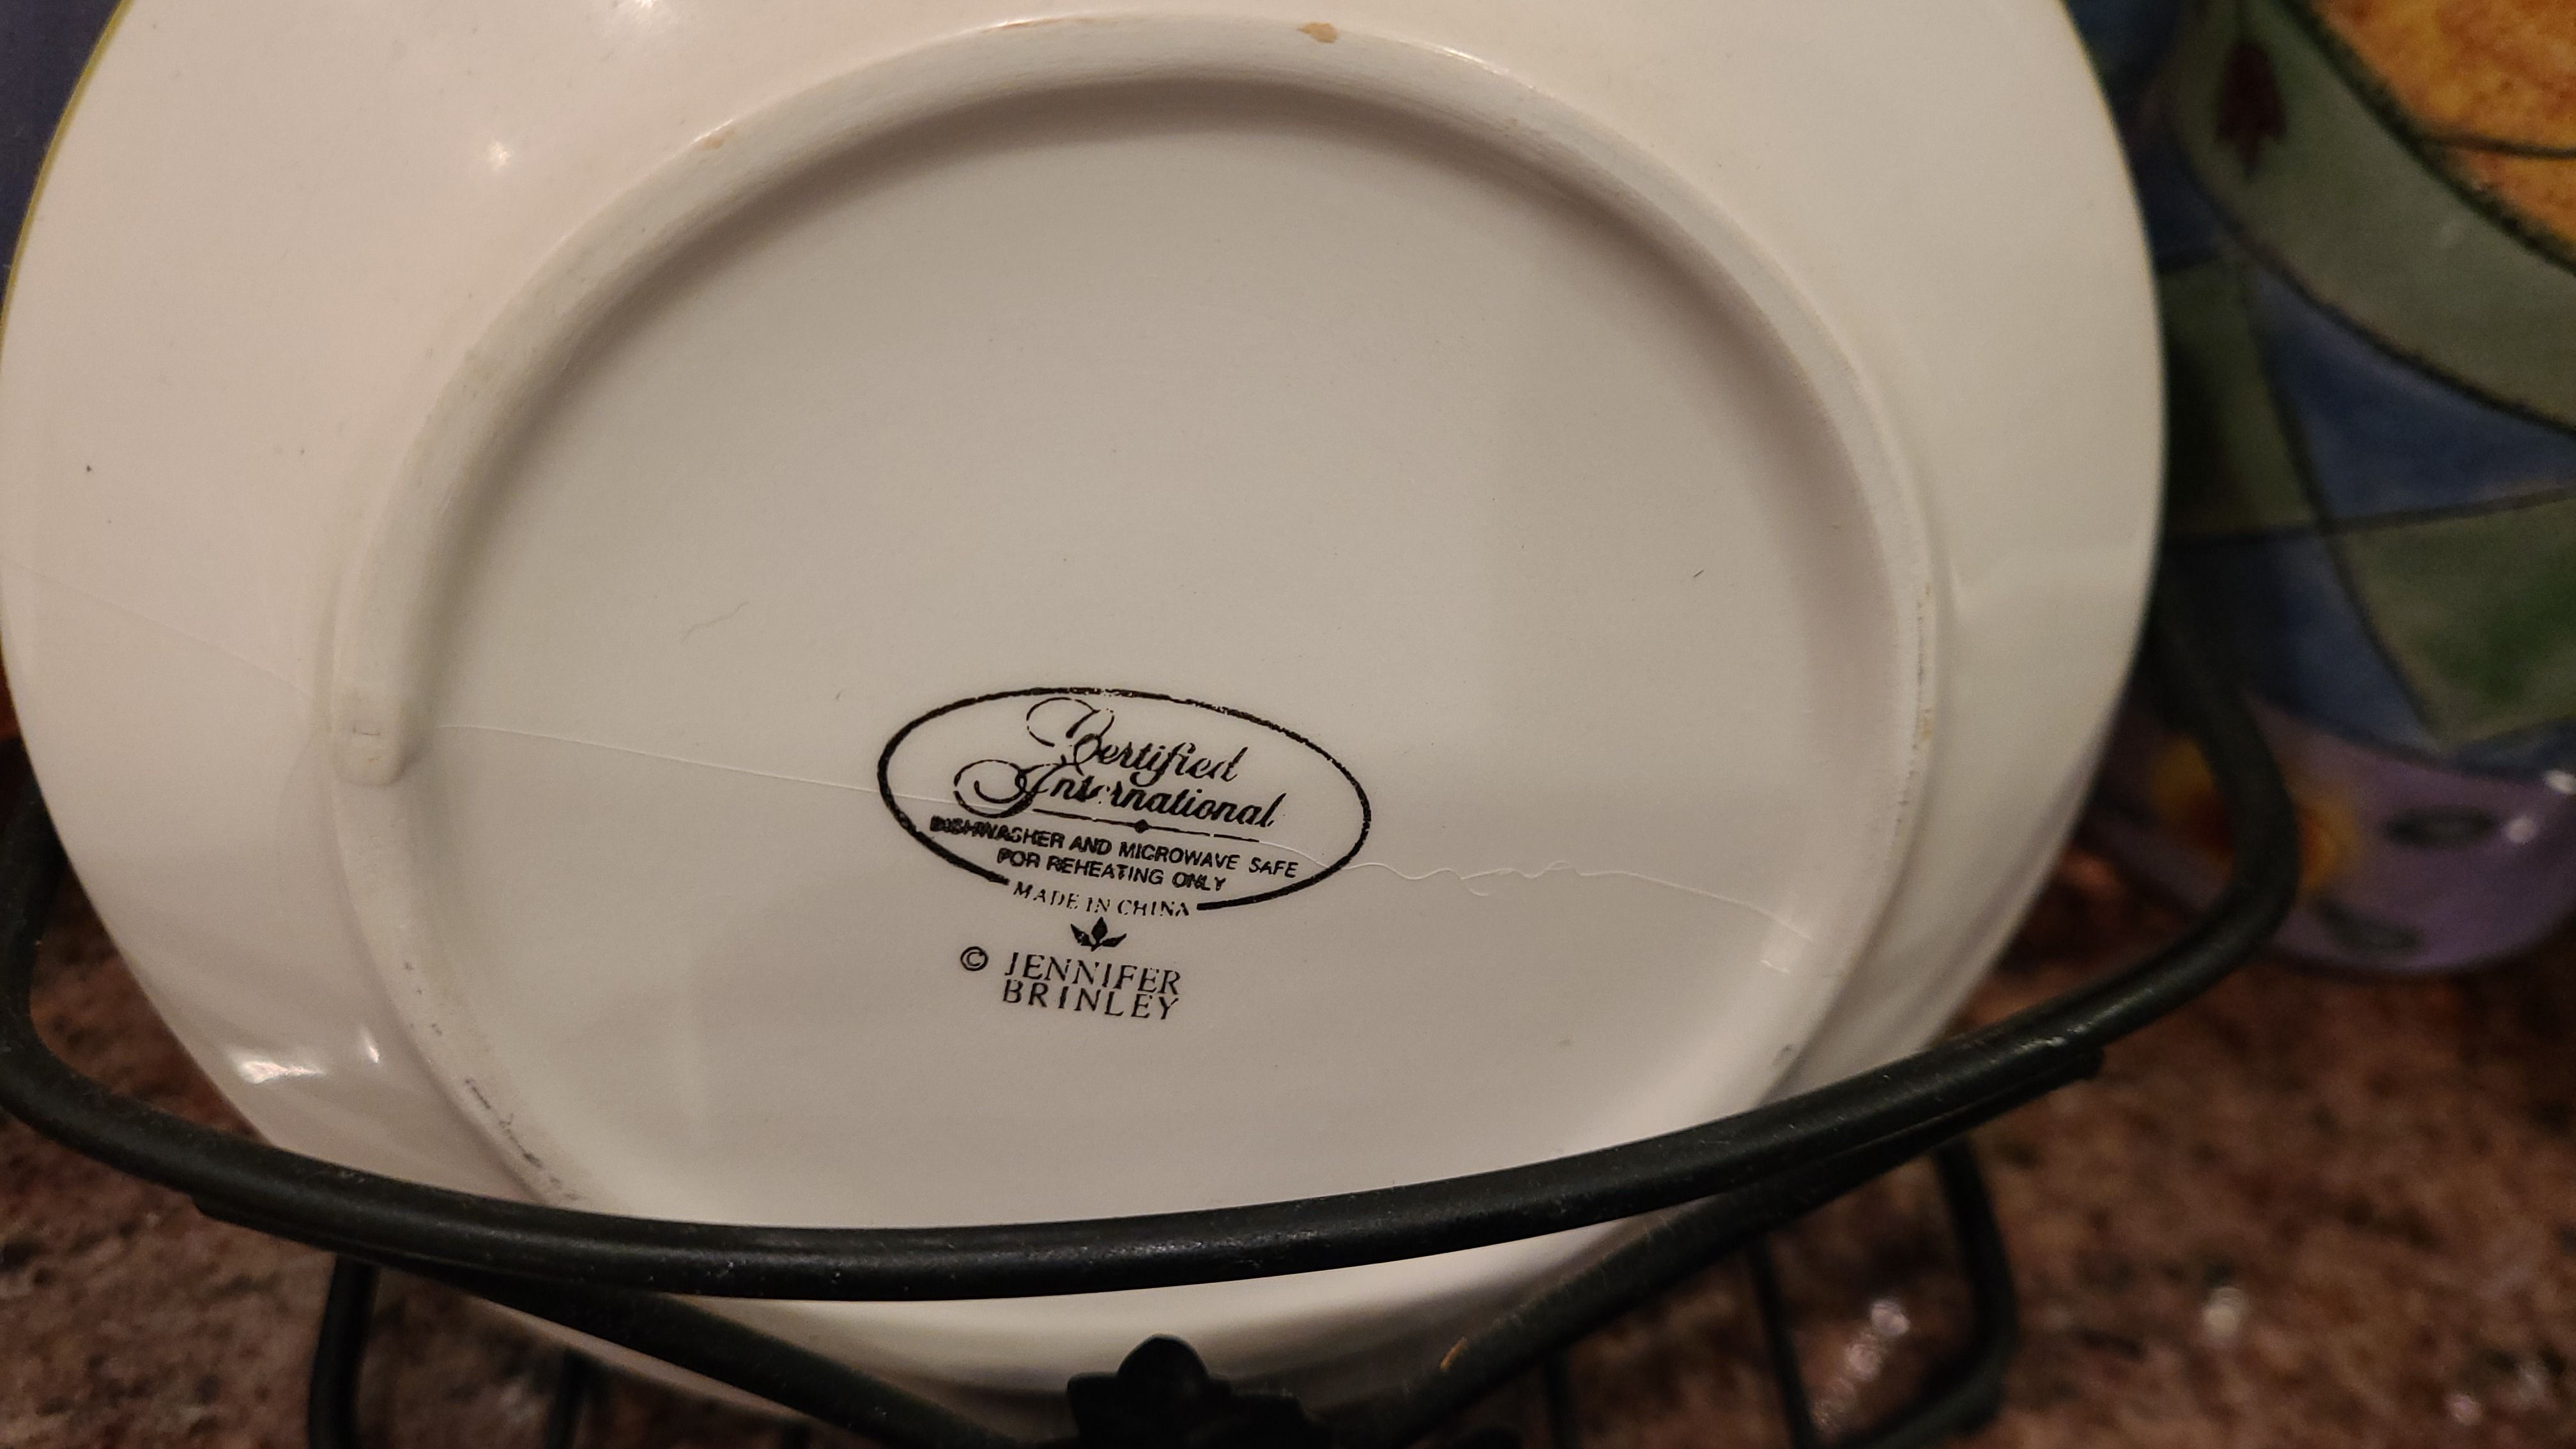 Certified
International
DISHWASHER AND MICROWAVE SAFE
FOR REHEATING ONLY
MADE IN CHINA
© JENNIFER
BRINLEY